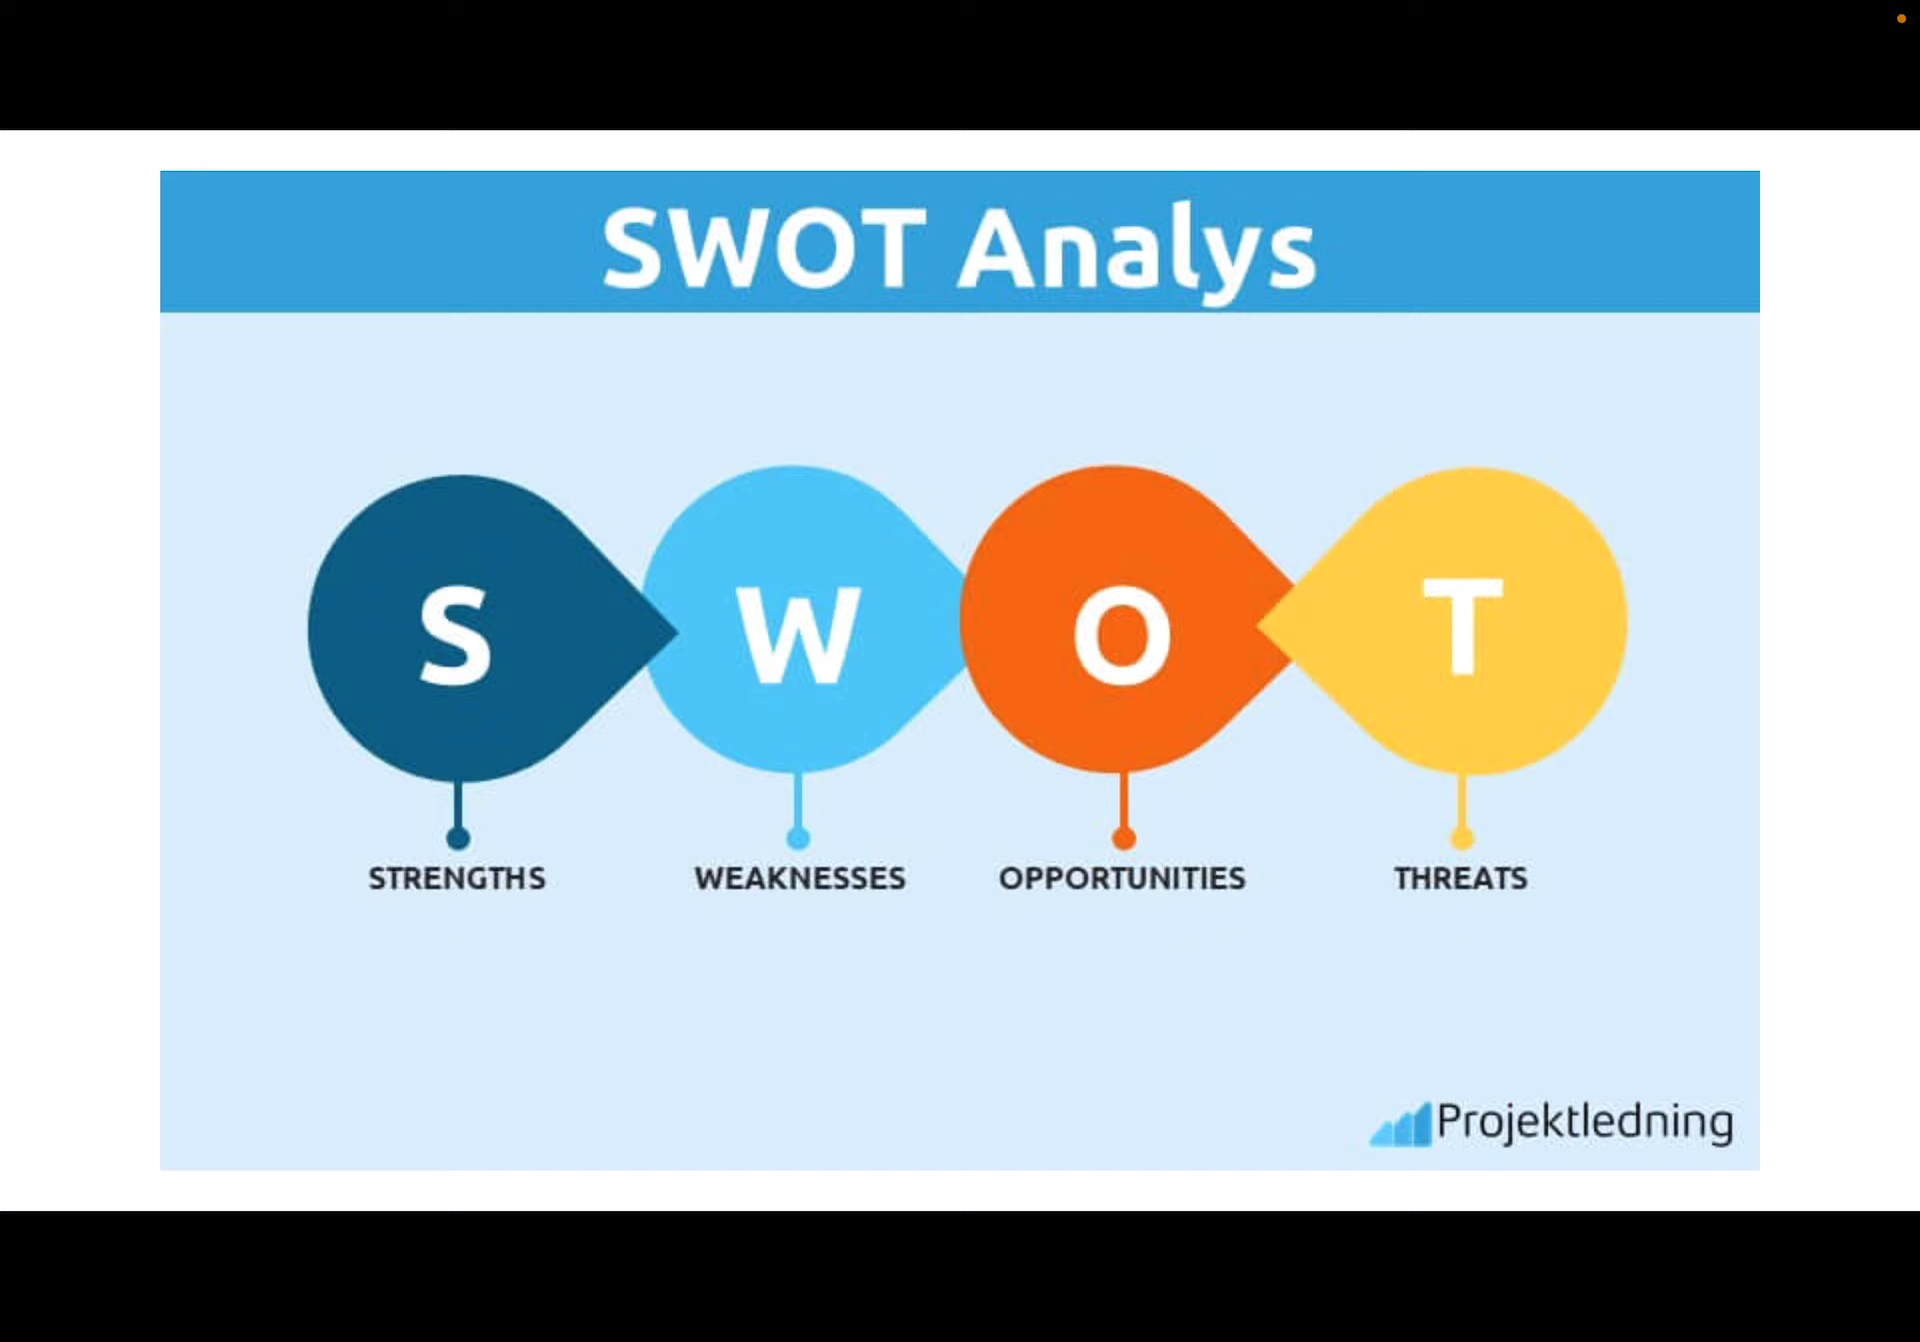 SWOT Analys
S W O T
STRENGTHS WEAKNESSES OPPORTUNITIES THREATS
Projektledning